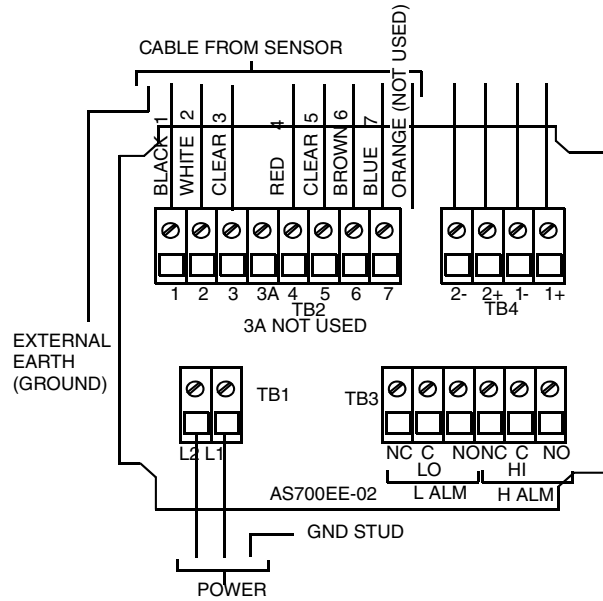 CABLE FROM SENSOR
BLACK 1
WHITE 2
CLEAR 3
RED 4
CLEAR 5
BROWN 6
BLUE 7
ORANGE (NOT USED)
1 2 3 3A 4 5 6 7
TB2
3A NOT USED
2- 2+ 1- 1+
TB4
EXTERNAL
EARTH
(GROUND)
TB1
L2 L1
TB3
NC C NO NC C NO
LO HI
L ALM H ALM
AS700EE-02
GND STUD
POWER